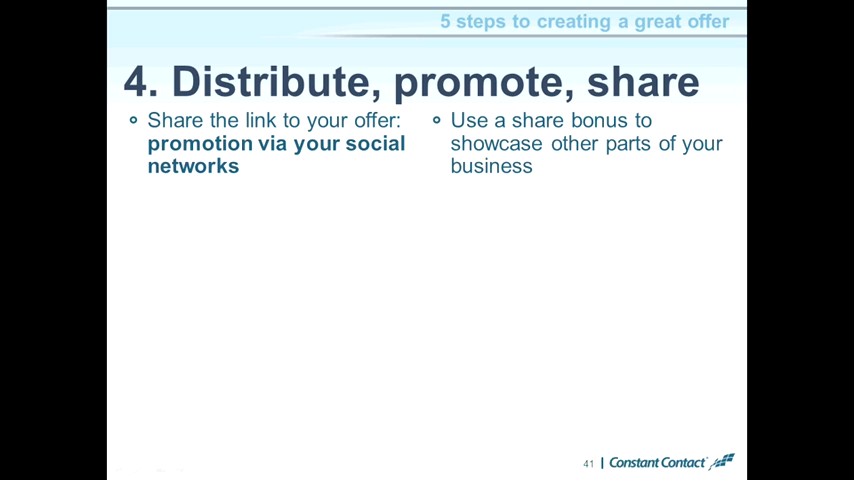 5 steps to creating a great offer
4. Distribute, promote, share
Share the link to your offer:
promotion via your social
networks
Use a share bonus to
showcase other parts of your
business
41 | Constant Contact